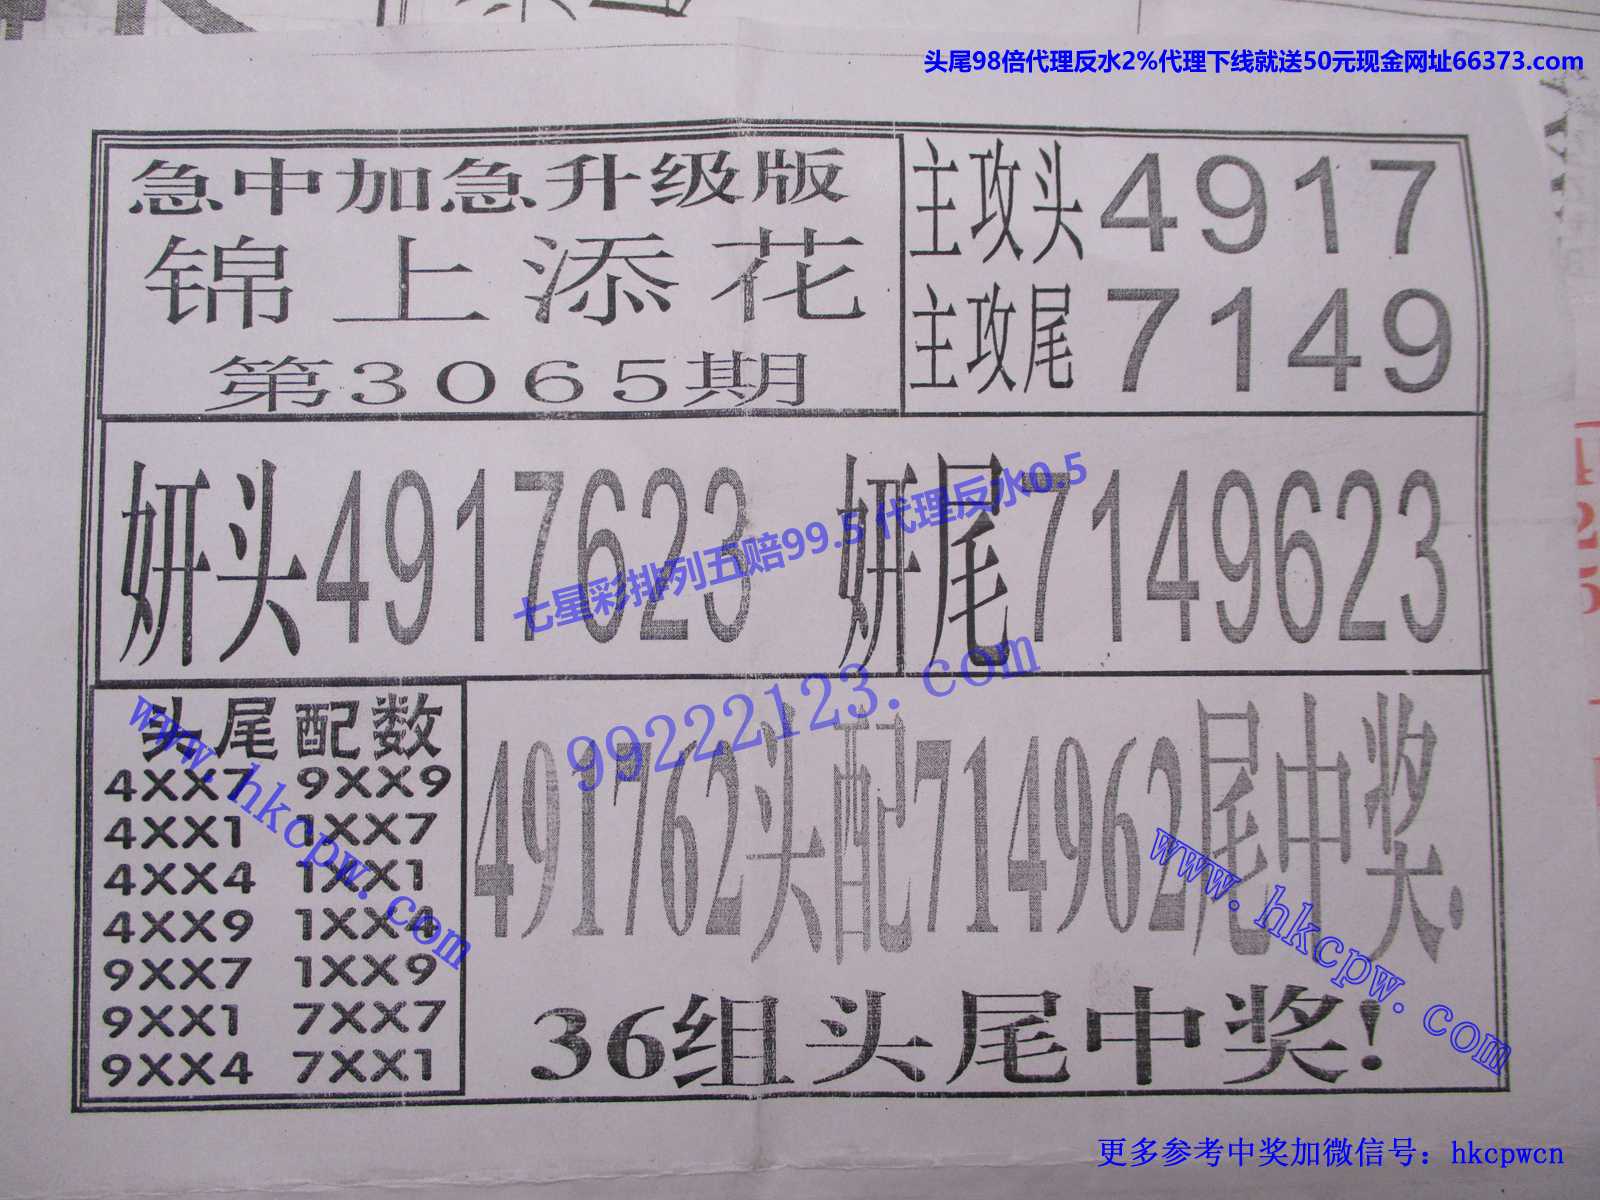 头尾98倍代理反水2%代理下线就送50元现金网址66373.com
急中加急升级版
锦上添花
第3065期
主攻头4917
主攻尾7149
妍头4917623
妍尾7149623
七星彩排列五赔99.5 代理反水0.5
99222123.com
头尾配数
4XX7 9XX9
4XX1 1XX7
4XX4 1XX1
4XX9 1XX4
9XX7 1XX9
9XX1 7XX7
9XX4 7XX1
www.hkcpw.com
491762头配714962尾中奖.
www.hkcpw.com
36组头尾中奖!
更多参考中奖加微信号：hkcpwcn